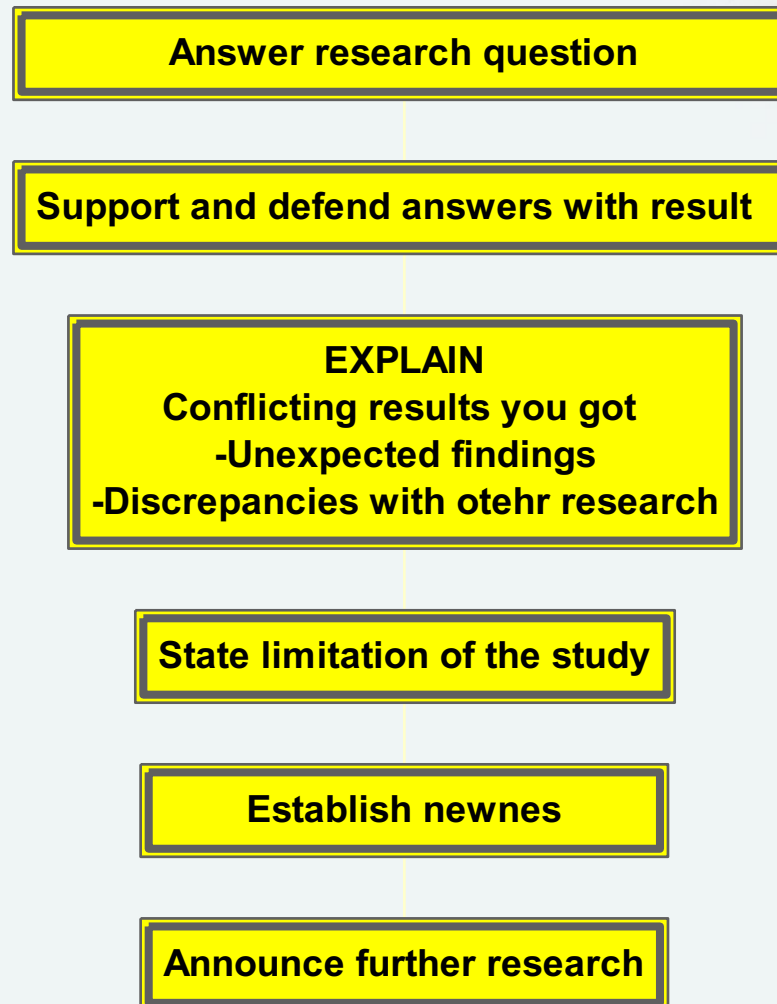 Answer research question
Support and defend answers with result
EXPLAIN
Conflicting results you got
-Unexpected findings
-Discrepancies with otehr research
State limitation of the study
Establish newnes
Announce further research